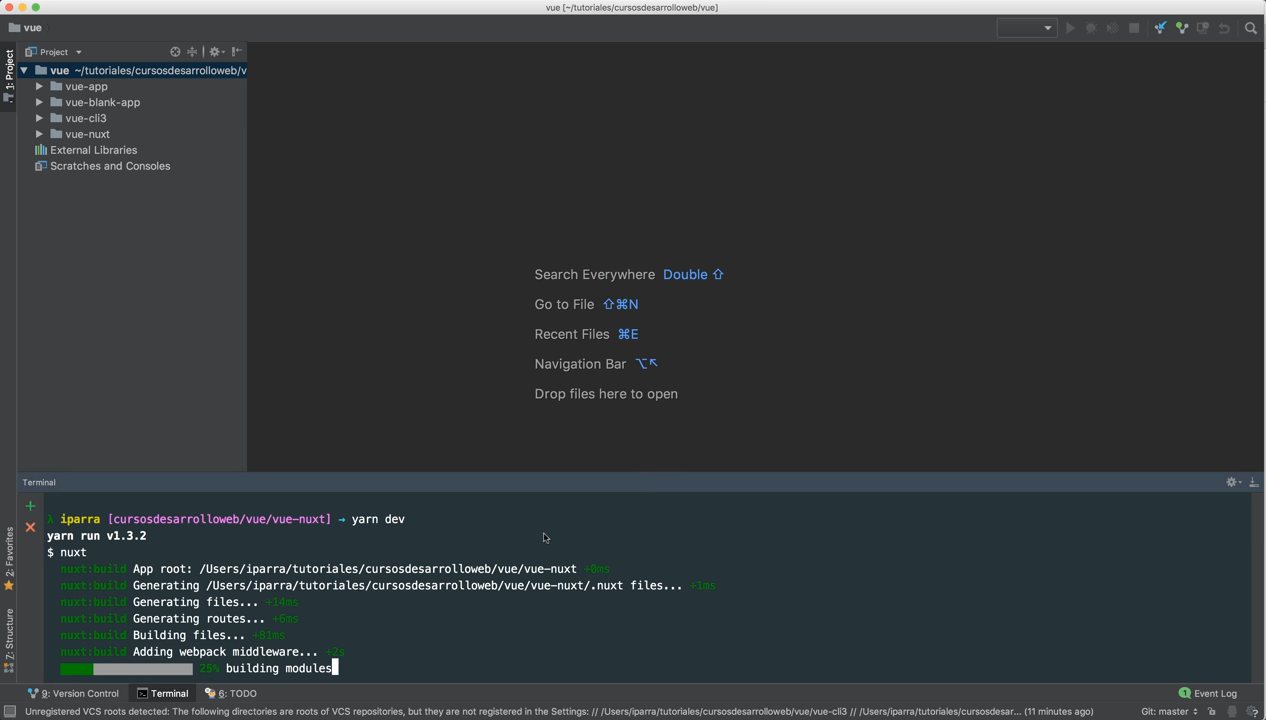 vue [~/tutoriales/cursosdesarrolloweb/vue]
vue
Project
1: Project
vue ~/tutoriales/cursosdesarrolloweb/v
vue-app
vue-blank-app
vue-cli3
vue-nuxt
External Libraries
Scratches and Consoles
Search Everywhere Double ⇧
Go to File ⇧⌘N
Recent Files ⌘E
Navigation Bar ⌥↖
Drop files here to open
Terminal
λ iparra [cursosdesarrolloweb/vue/vue-nuxt] → yarn dev
yarn run v1.3.2
$ nuxt
nuxt:build App root: /Users/iparra/tutoriales/cursosdesarrolloweb/vue/vue-nuxt +0ms
nuxt:build Generating /Users/iparra/tutoriales/cursosdesarrolloweb/vue/vue-nuxt/.nuxt files... +1ms
nuxt:build Generating files... +14ms
nuxt:build Generating routes... +6ms
nuxt:build Building files... +81ms
nuxt:build Adding webpack middleware... +2s
25% building modules
2: Favorites
Z: Structure
9: Version Control
Terminal
6: TODO
1 Event Log
Unregistered VCS roots detected: The following directories are roots of VCS repositories, but they are not registered in the Settings: // /Users/iparra/tutoriales/cursosdesarrolloweb/vue/vue-cli3 // /Users/iparra/tutoriales/cursosdesar... (11 minutes ago)
Git: master